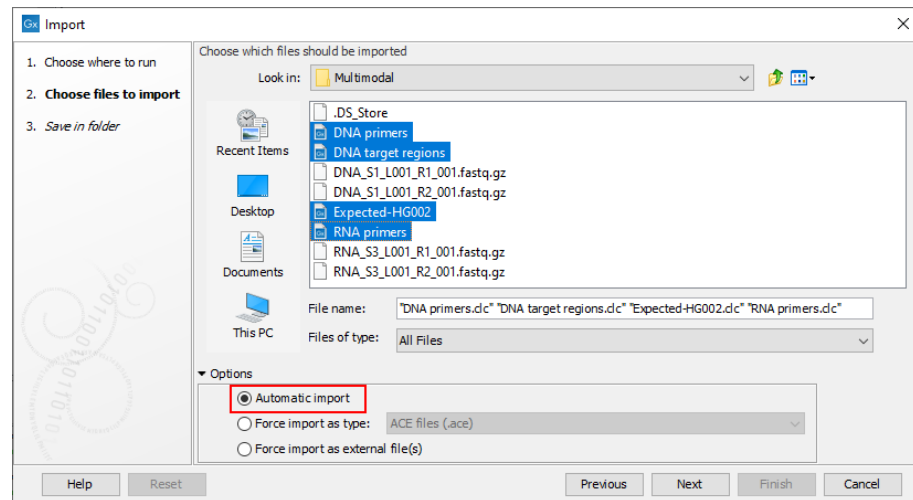 Gx Import
1. Choose where to run
2. Choose files to import
3. Save in folder
Choose which files should be imported
Look in: Multimodal
Recent Items
Desktop
Documents
This PC
.DS_Store
DNA primers
DNA target regions
DNA_S1_L001_R1_001.fastq.gz
DNA_S1_L001_R2_001.fastq.gz
Expected-HG002
RNA primers
RNA_S3_L001_R1_001.fastq.gz
RNA_S3_L001_R2_001.fastq.gz
File name: "DNA primers.clc" "DNA target regions.clc" "Expected-HG002.clc" "RNA primers.clc"
Files of type: All Files
Options
Automatic import
Force import as type: ACE files (.ace)
Force import as external file(s)
Help Reset Previous Next Finish Cancel